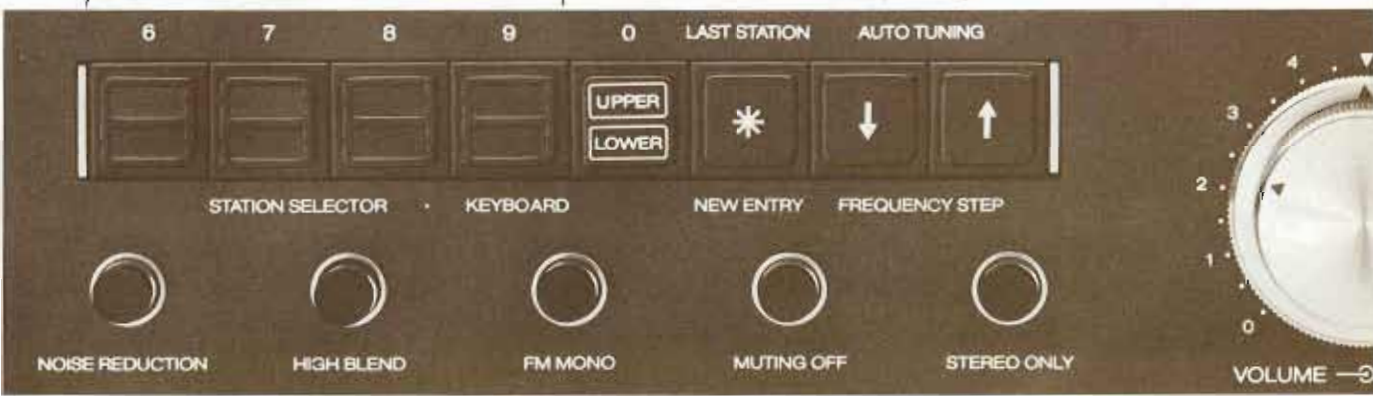 6 7 8 9 0 LAST STATION AUTO TUNING
UPPER
LOWER
STATION SELECTOR · KEYBOARD NEW ENTRY FREQUENCY STEP
4
3
2
1
0
NOISE REDUCTION HIGH BLEND FM MONO MUTING OFF STEREO ONLY
VOLUME